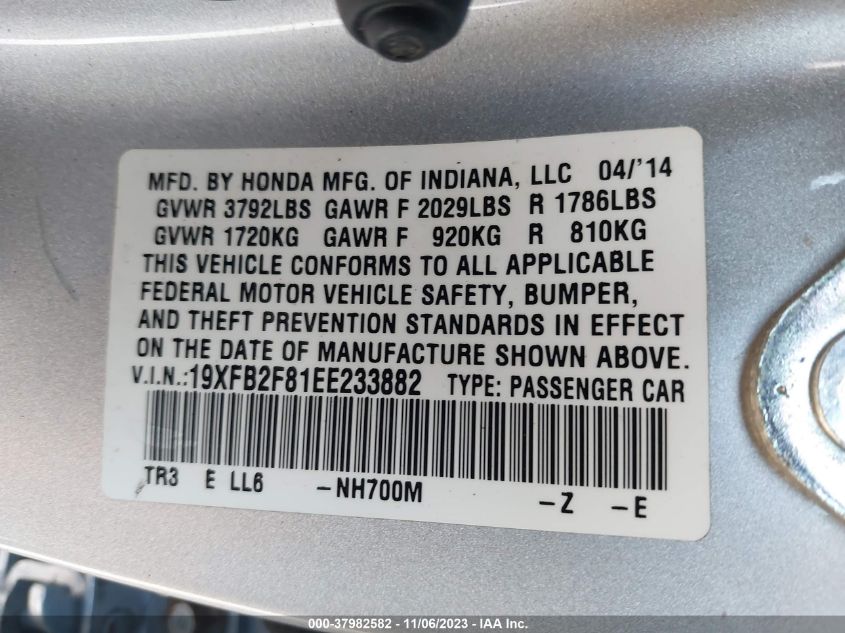 MFD. BY HONDA MFG. OF INDIANA, LLC 04/'14
GVWR 3792LBS GAWR F 2029LBS R 1786LBS
GVWR 1720KG GAWR F 920KG R 810KG
THIS VEHICLE CONFORMS TO ALL APPLICABLE
FEDERAL MOTOR VEHICLE SAFETY, BUMPER,
AND THEFT PREVENTION STANDARDS IN EFFECT
ON THE DATE OF MANUFACTURE SHOWN ABOVE.
V.I.N.:19XFB2F81EE233882 TYPE: PASSENGER CAR
TR3 E LL6 -NH700M -Z -E
000-37982582 - 11/06/2023 - © IAA Inc.